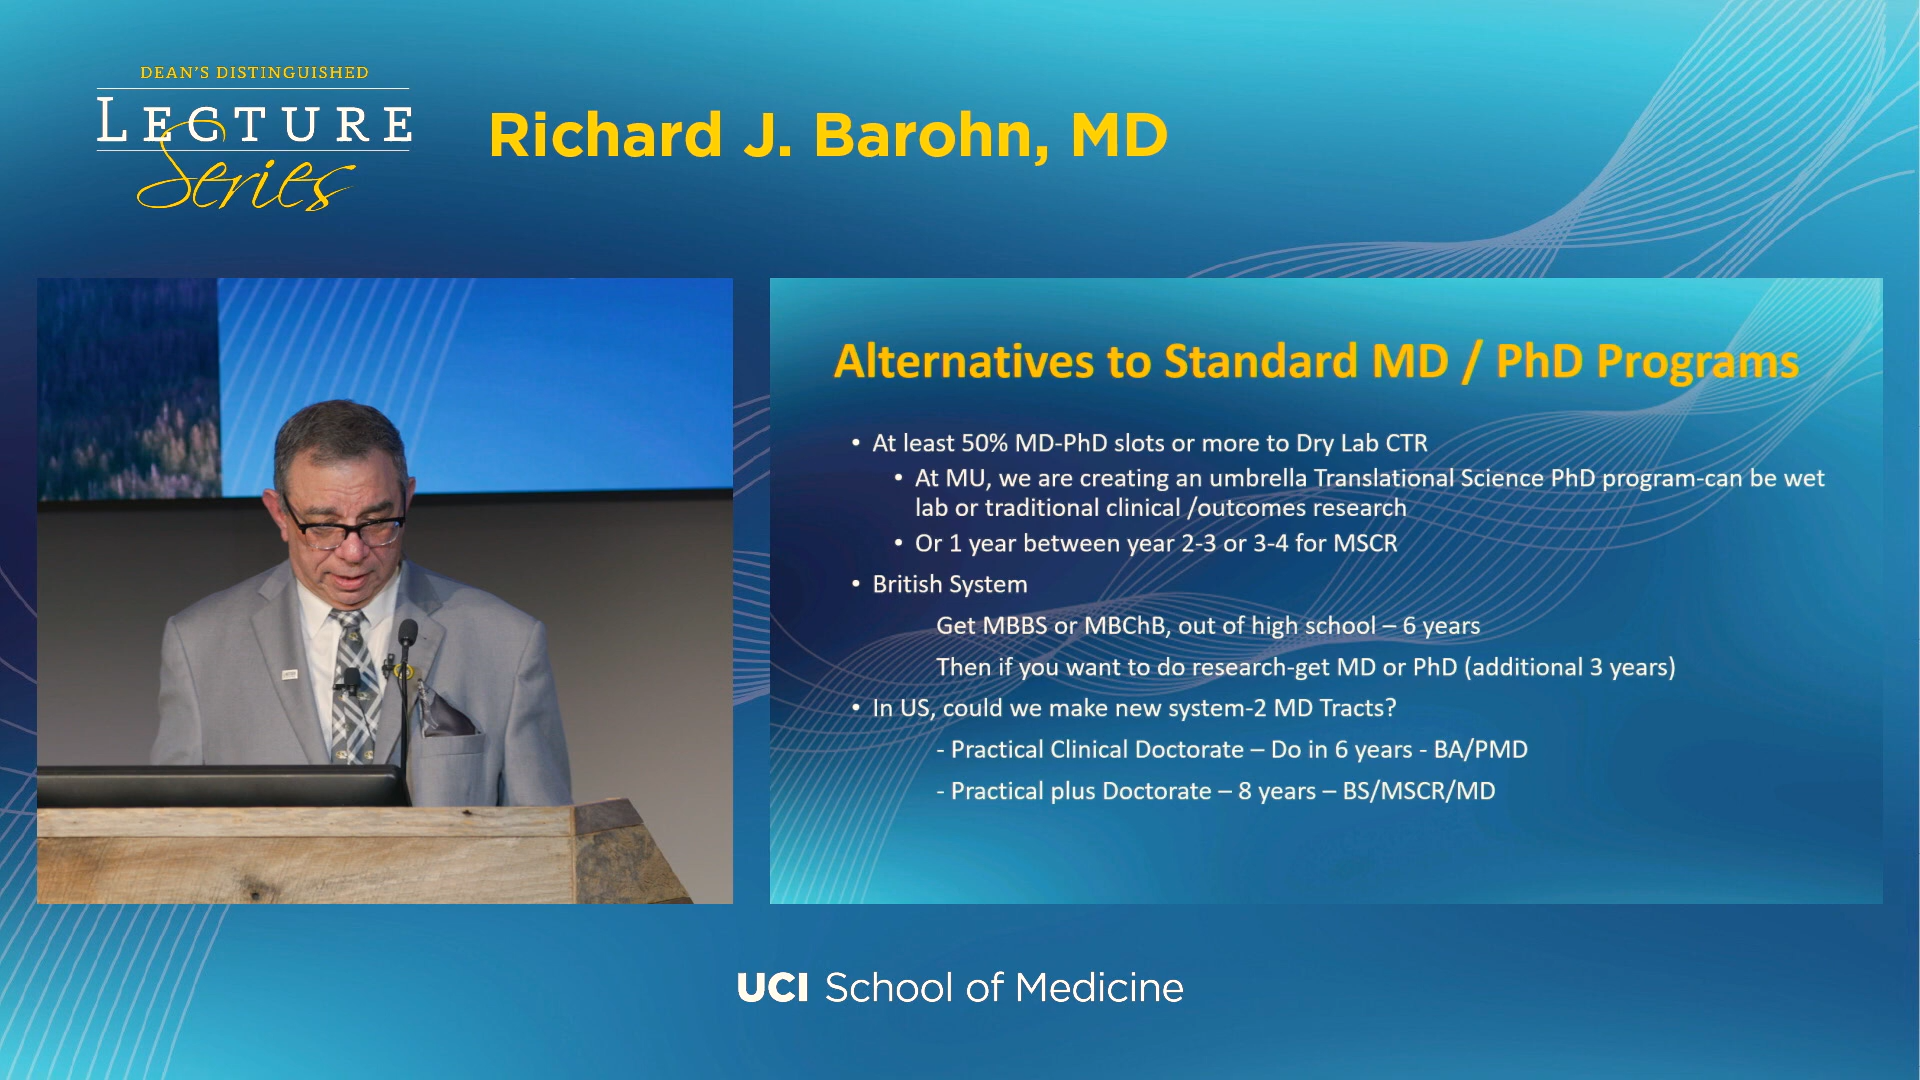 DEAN'S DISTINGUISHED
LECTURE
Series
Richard J. Barohn, MD
Alternatives to Standard MD / PhD Programs
• At least 50% MD-PhD slots or more to Dry Lab CTR
• At MU, we are creating an umbrella Translational Science PhD program-can be wet
lab or traditional clinical /outcomes research
• Or 1 year between year 2-3 or 3-4 for MSCR
• British System
Get MBBS or MBChB, out of high school – 6 years
Then if you want to do research-get MD or PhD (additional 3 years)
• In US, could we make new system-2 MD Tracts?
- Practical Clinical Doctorate – Do in 6 years - BA/PMD
- Practical plus Doctorate – 8 years – BS/MSCR/MD
UCI School of Medicine